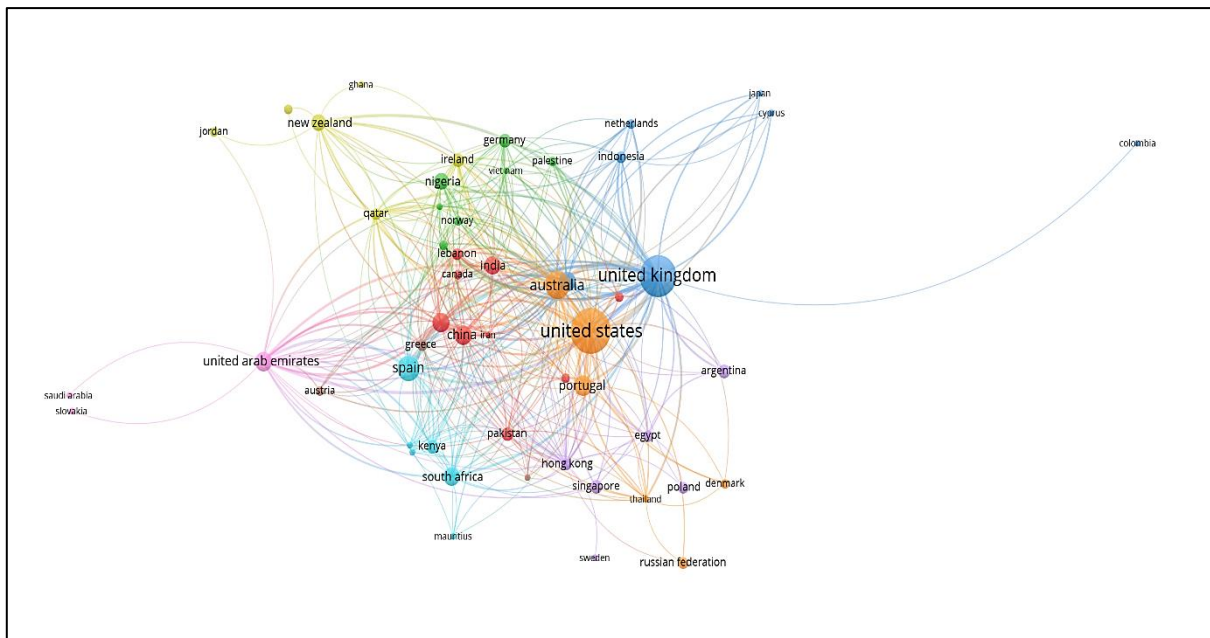 ghana
japan
cyprus
new zealand
netherlands
jordan
germany
colombia
ireland
indonesia
palestine
vietnam
nigeria
qatar
norway
lebanon
india
canada
united kingdom
australia
china
iran
united states
greece
united arab emirates
spain
argentina
austria
portugal
saudi arabia
slovakia
pakistan
egypt
kenya
hong kong
south africa
singapore
poland
denmark
thailand
mauritius
sweden
russian federation